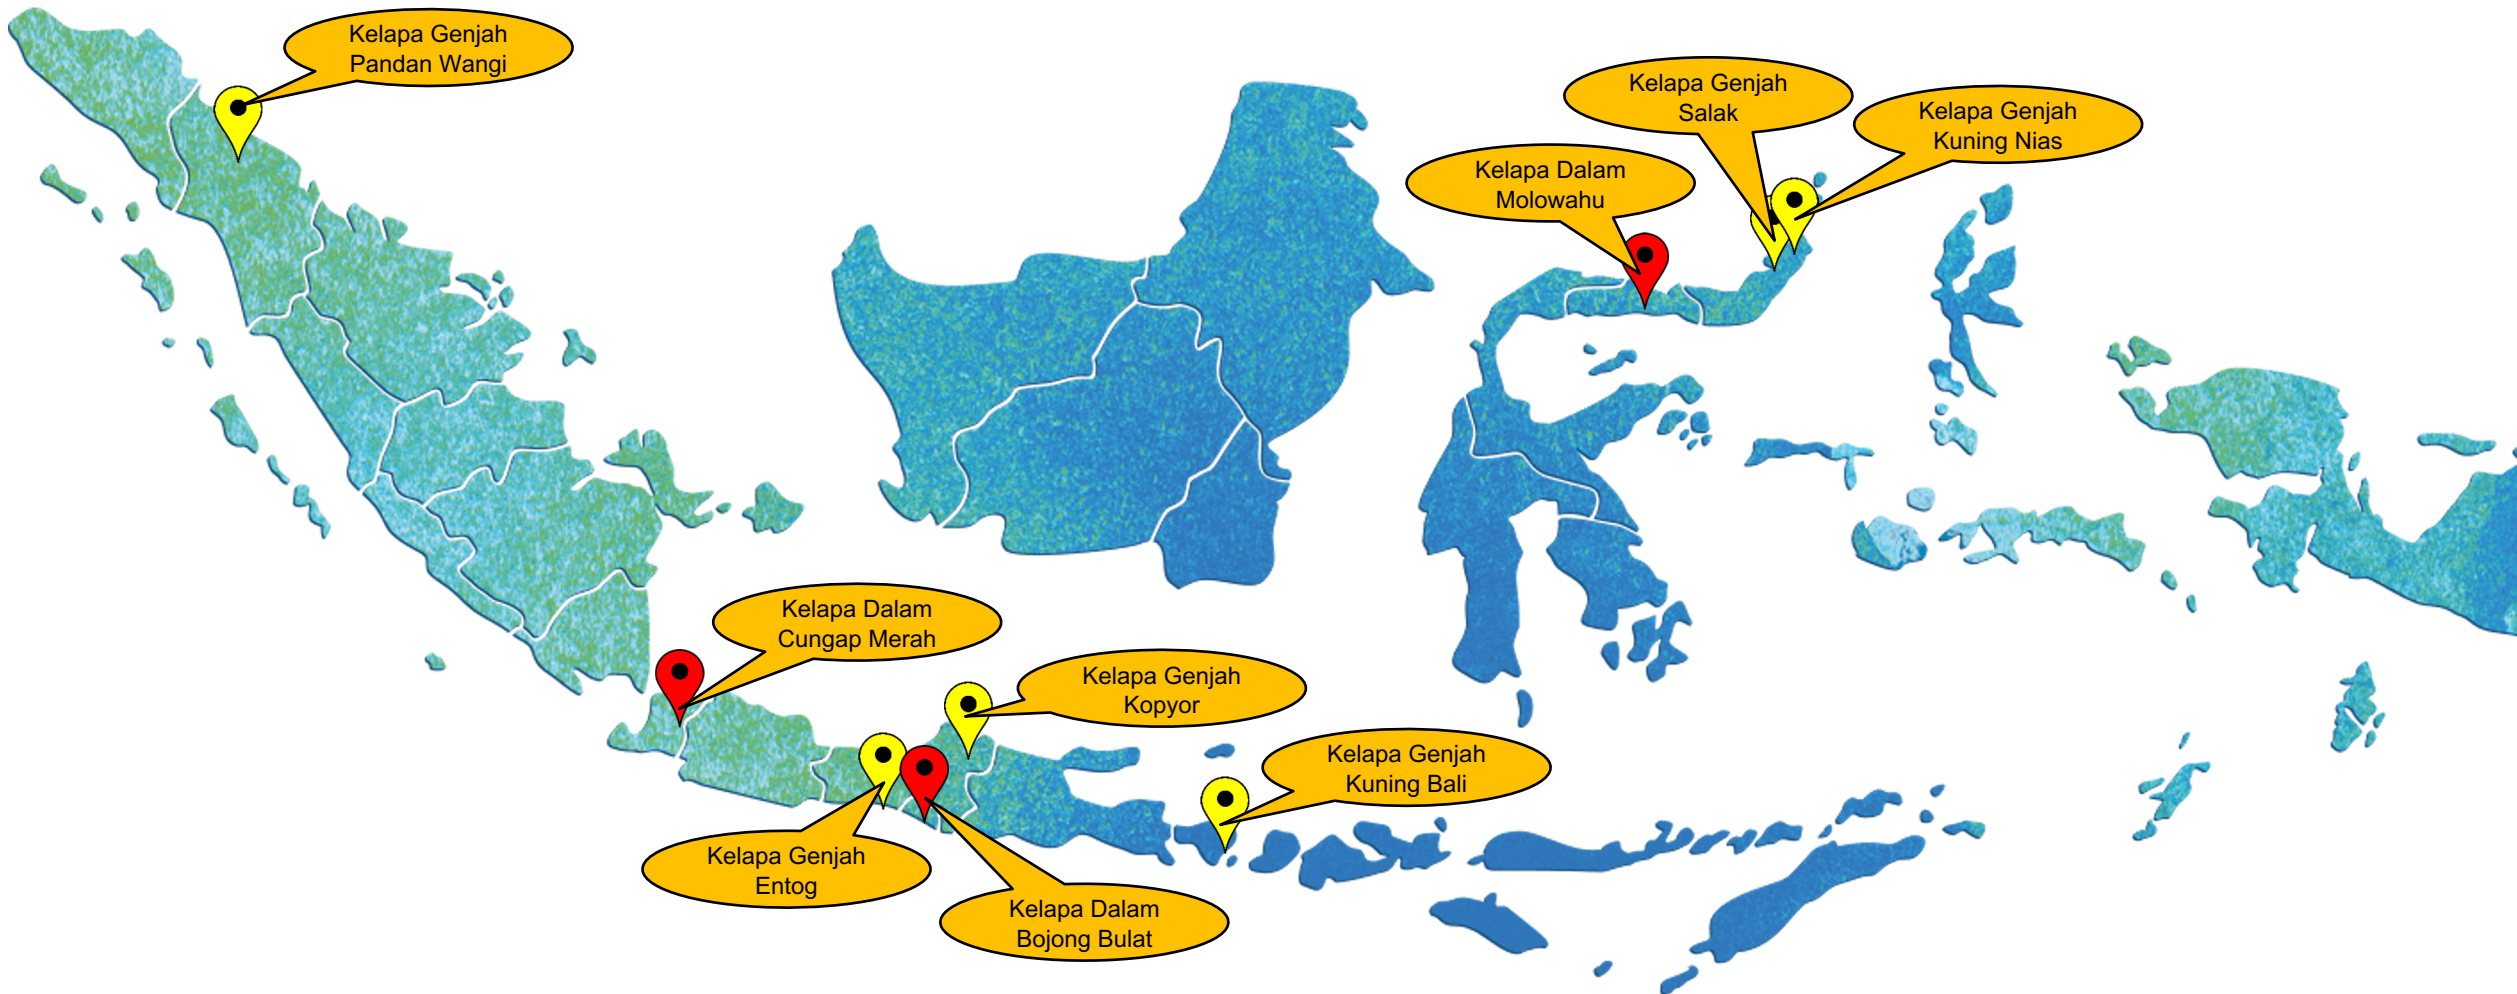 Kelapa Genjah
Pandan Wangi
Kelapa Genjah
Salak
Kelapa Genjah
Kuning Nias
Kelapa Dalam
Molowahu
Kelapa Dalam
Cungap Merah
Kelapa Genjah
Kopyor
Kelapa Genjah
Kuning Bali
Kelapa Genjah
Entog
Kelapa Dalam
Bojong Bulat